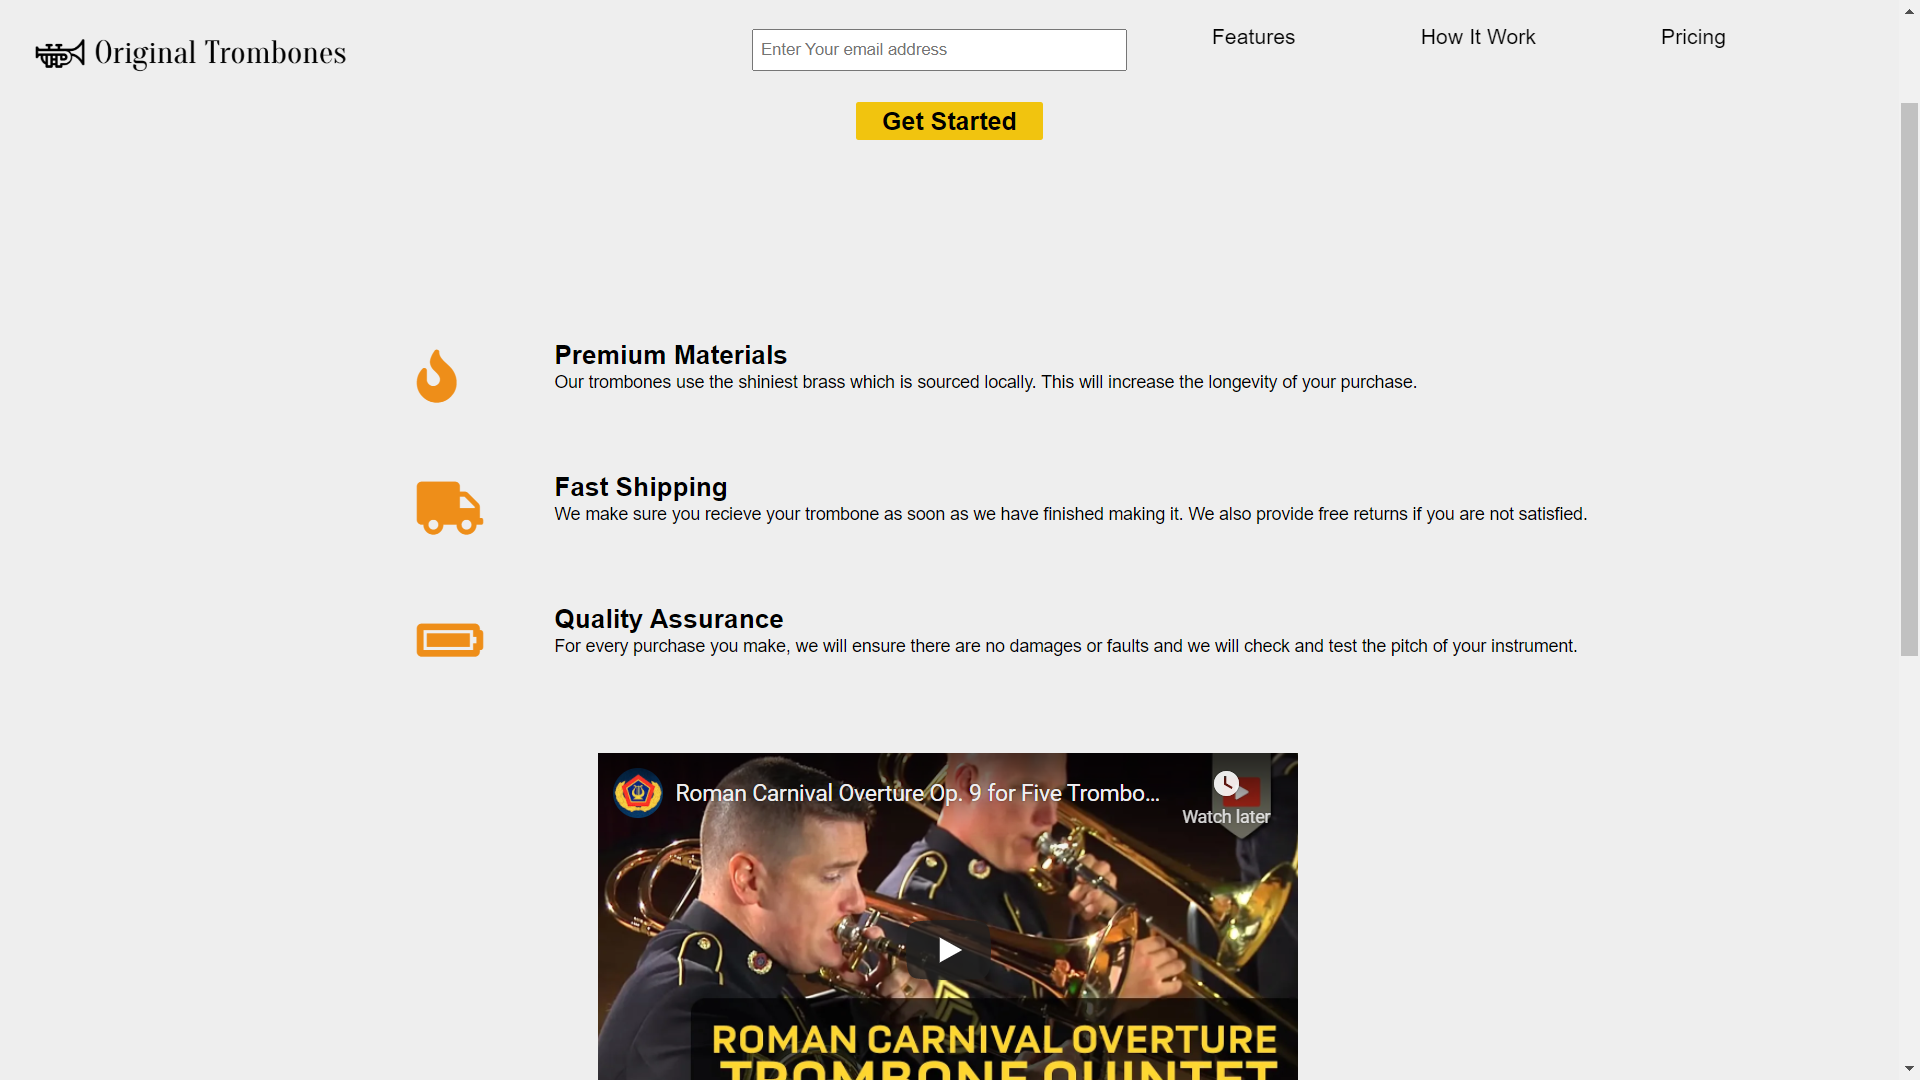 Original Trombones
Enter Your email address
Features
How It Work
Pricing
Get Started
Premium Materials
Our trombones use the shiniest brass which is sourced locally. This will increase the longevity of your purchase.
Fast Shipping
We make sure you recieve your trombone as soon as we have finished making it. We also provide free returns if you are not satisfied.
Quality Assurance
For every purchase you make, we will ensure there are no damages or faults and we will check and test the pitch of your instrument.
Roman Carnival Overture Op. 9 for Five Trombo...
Watch later
ROMAN CARNIVAL OVERTURE
TROMBONE QUINTET